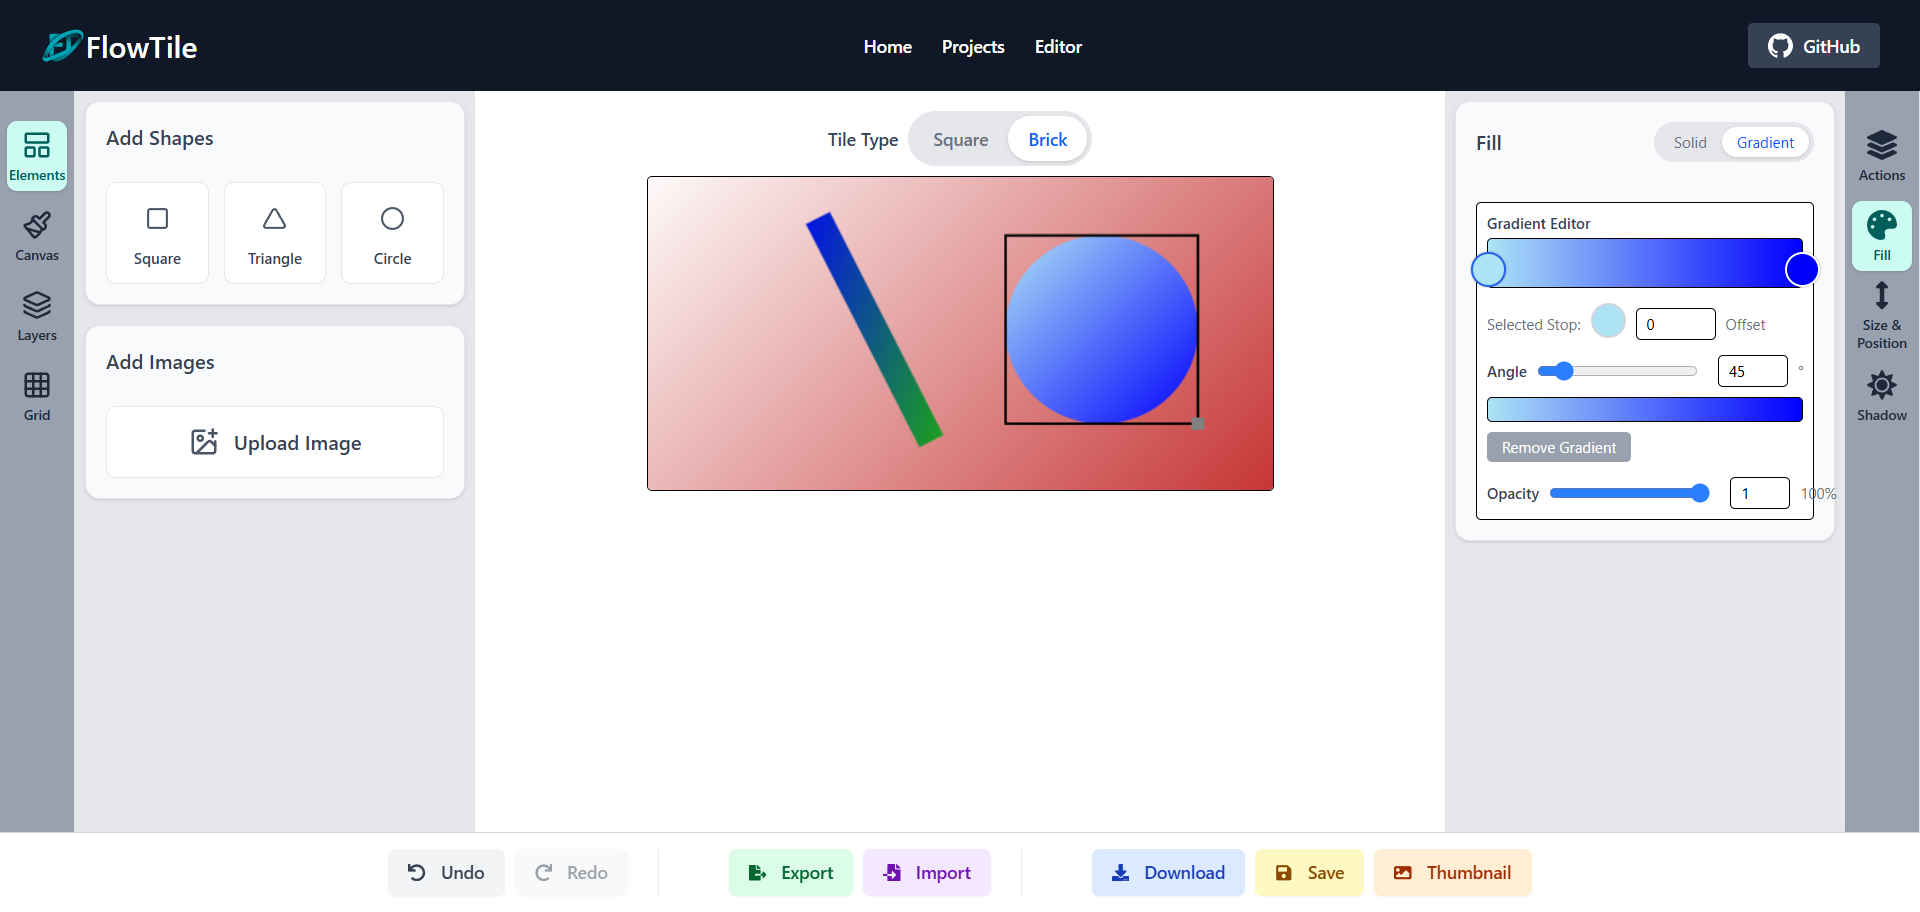 FlowTile
Home
Projects
Editor
GitHub
Elements
Canvas
Layers
Grid
Add Shapes
Square
Triangle
Circle
Add Images
Upload Image
Tile Type
Square
Brick
Fill
Solid
Gradient
Gradient Editor
Selected Stop:
0
Offset
Angle
45
°
Remove Gradient
Opacity
1
100%
Actions
Fill
Size &
Position
Shadow
Undo
Redo
Export
Import
Download
Save
Thumbnail